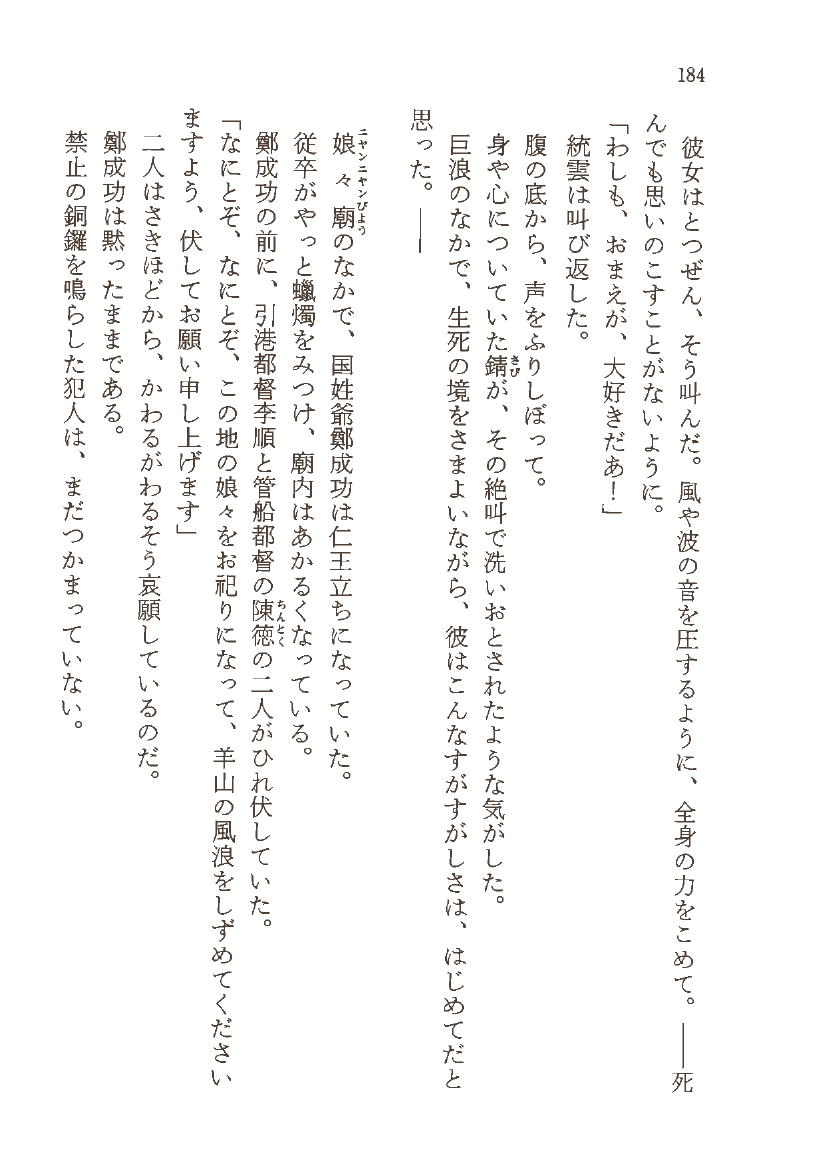 184
彼女はとつぜん、そう叫んだ。風や波の音を圧するように、全身の力をこめて。――死
んでも思いのこすことがないように。
「わしも、おまえが、大好きだあ！」
統雲は叫び返した。
腹の底から、声をふりしぼって。
身や心についていた錆が、その絶叫で洗いおとされたような気がした。
さび
巨浪のなかで、生死の境をさまよいながら、彼はこんなすがすがしさは、はじめてだと
思った。――
娘々廟のなかで、国姓爺鄭成功は仁王立ちになっていた。
ニャンニャンびょう
従卒がやっと蠟燭をみつけ、廟内はあかるくなっている。
鄭成功の前に、引港都督李順と管船都督の陳徳の二人がひれ伏していた。
ちんとく
「なにとぞ、なにとぞ、この地の娘々をお祀りになって、羊山の風浪をしずめてください
ますよう、伏してお願い申し上げます」
二人はさきほどから、かわるがわるそう哀願しているのだ。
鄭成功は黙ったままである。
禁止の銅鑼を鳴らした犯人は、まだつかまっていない。